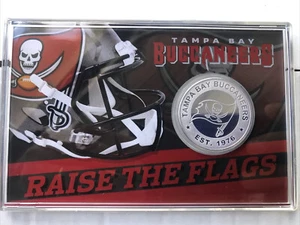 TAMPA BAY
BUCCANEERS
TAMPA BAY BUCCANEERS
EST. 1976
RAISE THE FLAGS